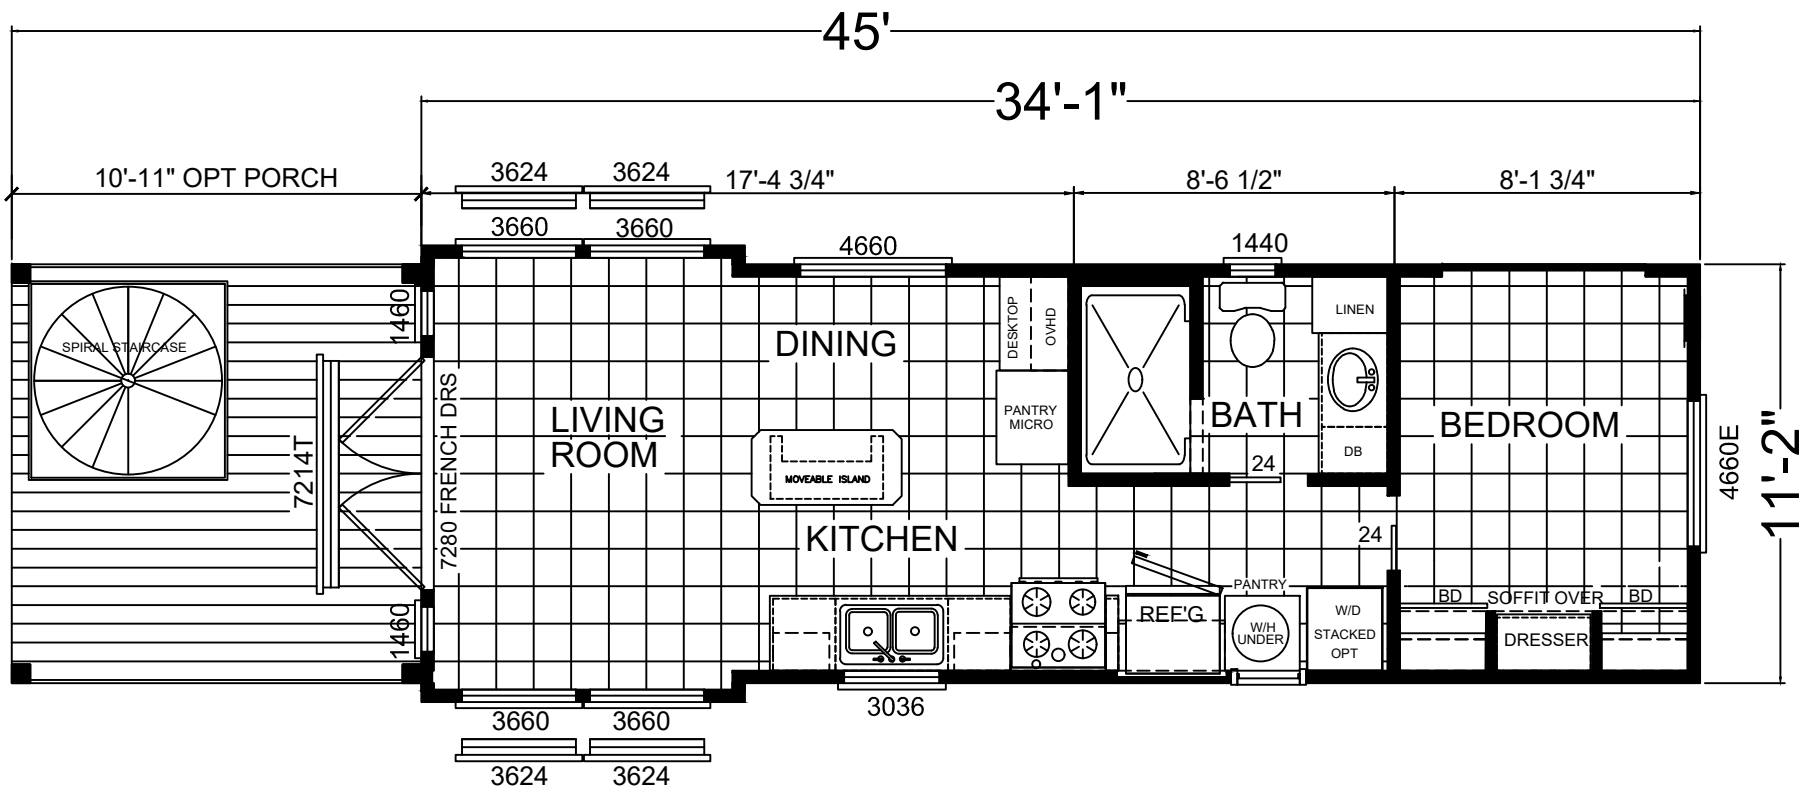 45'
34'-1"
10'-11" OPT PORCH
3624
3624
17'-4 3/4"
8'-6 1/2"
8'-1 3/4"
3660
3660
4660
1440
1460
SPIRAL STAIRCASE
7214T
7280 FRENCH DRS
1460
LIVING
ROOM
DINING
DESKTOP
OVHD
PANTRY
MICRO
MOVEABLE ISLAND
KITCHEN
LINEN
BATH
DB
24
24
BEDROOM
4660E
11'-2"
PANTRY
REF'G
W/H
UNDER
W/D
STACKED
OPT
BD
SOFFIT OVER
BD
DRESSER
3660
3660
3036
3624
3624